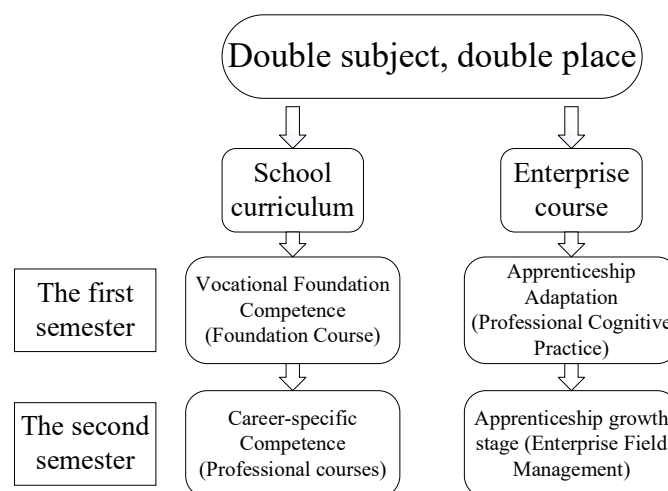 Double subject, double place
School
curriculum
Enterprise
course
The first
semester
Vocational Foundation
Competence
(Foundation Course)
Apprenticeship
Adaptation
(Professional Cognitive
Practice)
The second
semester
Career-specific
Competence
(Professional courses)
Apprenticeship growth
stage (Enterprise Field
Management)